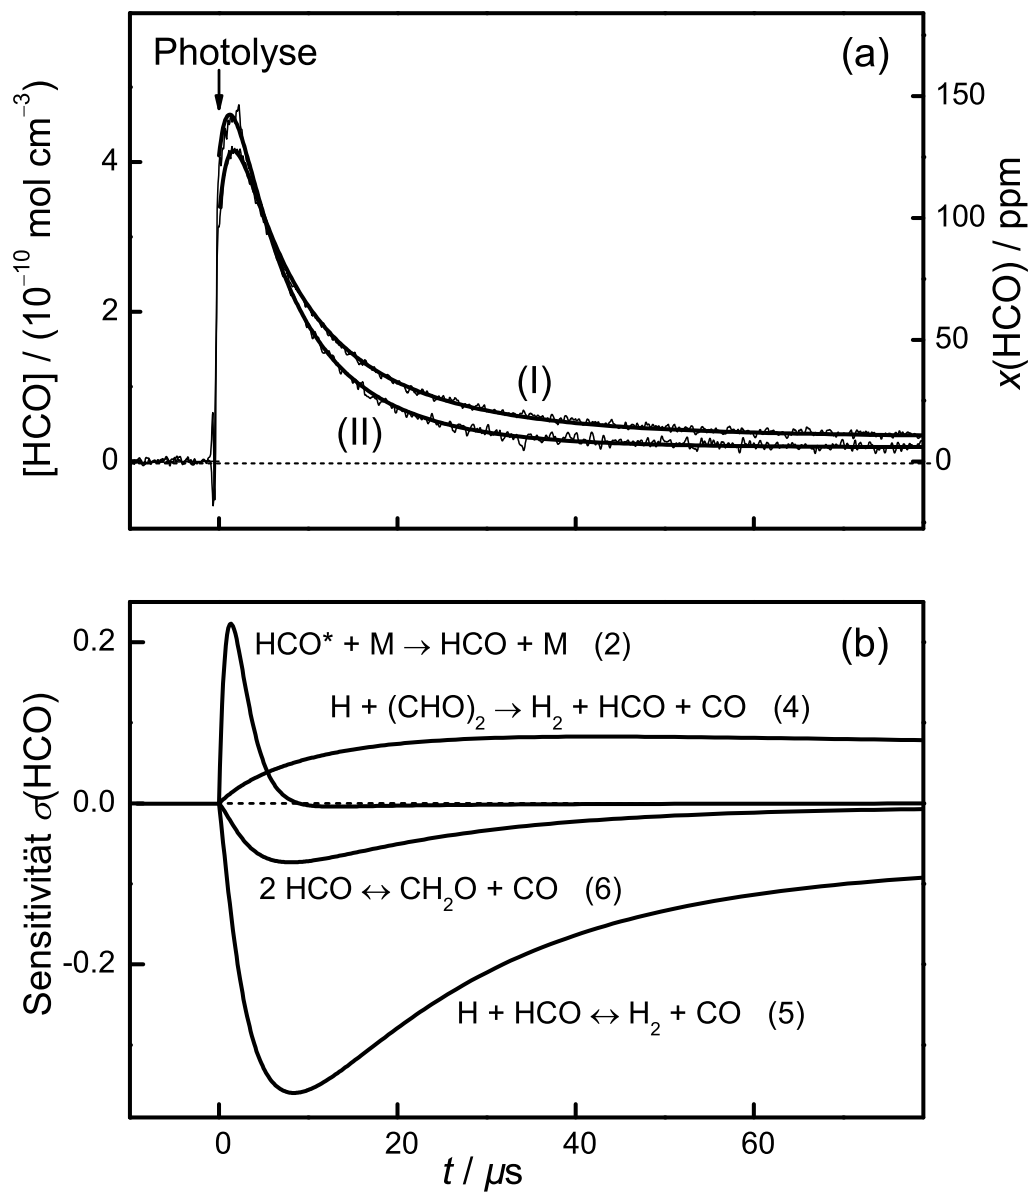 Photolyse
(a)
[HCO] / (10⁻¹⁰ mol cm⁻³)
4
2
0
x(HCO) / ppm
150
100
50
0
(I)
(II)
(b)
Sensitivität σ(HCO)
0.2
0.0
-0.2
HCO* + M → HCO + M (2)
H + (CHO)₂ → H₂ + HCO + CO (4)
2 HCO ↔ CH₂O + CO (6)
H + HCO ↔ H₂ + CO (5)
0 20 40 60
t / µs